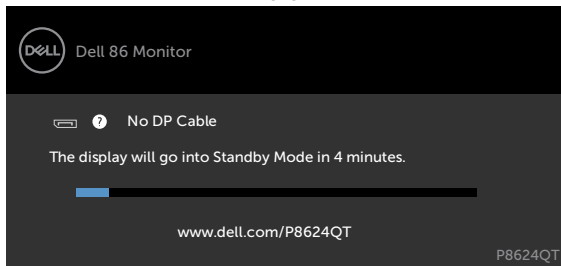 DELL
Dell 86 Monitor
? No DP Cable
The display will go into Standby Mode in 4 minutes.
www.dell.com/P8624QT
P8624QT